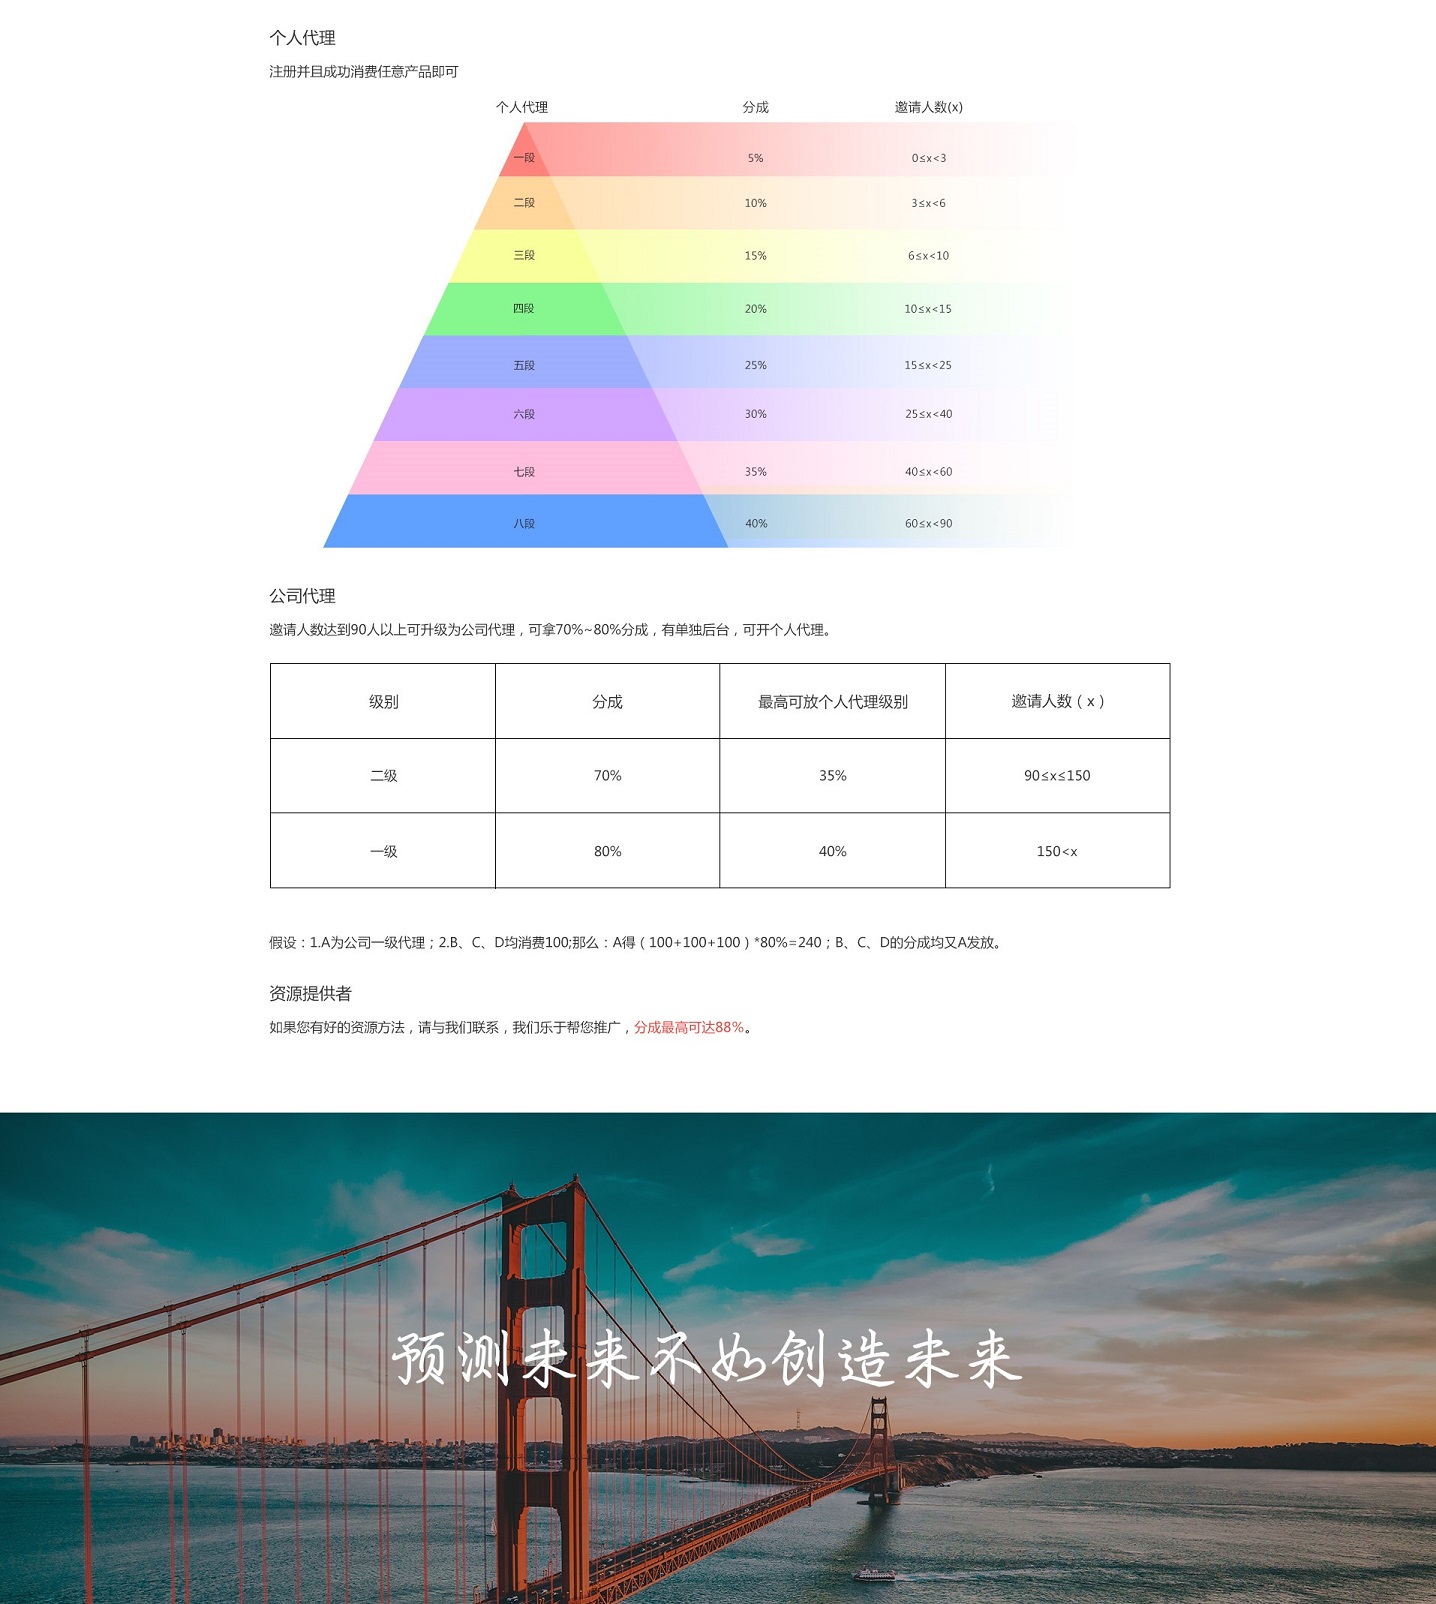 个人代理
注册并且成功消费任意产品即可
个人代理 分成 邀请人数(x)
一段 5% 0≤x<3
二段 10% 3≤x<6
三段 15% 6≤x<10
四段 20% 10≤x<15
五段 25% 15≤x<25
六段 30% 25≤x<40
七段 35% 40≤x<60
八段 40% 60≤x<90
公司代理
邀请人数达到90人以上可升级为公司代理，可拿70%~80%分成，有单独后台，可开个人代理。
级别 分成 最高可放个人代理级别 邀请人数（x）
二级 70% 35% 90≤x≤150
一级 80% 40% 150<x
假设：1.A为公司一级代理；2.B、C、D均消费100;那么：A得（100+100+100）*80%=240；B、C、D的分成均又A发放。
资源提供者
如果您有好的资源方法，请与我们联系，我们乐于帮您推广，分成最高可达88%。
预测未来不如创造未来